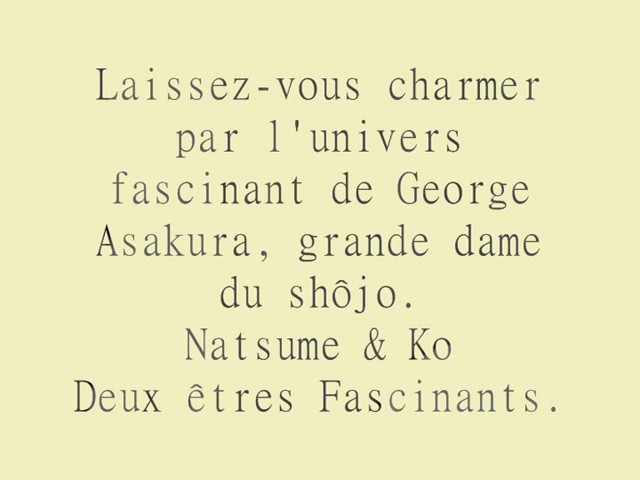 Laissez-vous charmer
par l'univers
fascinant de George
Asakura, grande dame
du shôjo.
Natsume & Ko
Deux êtres Fascinants.